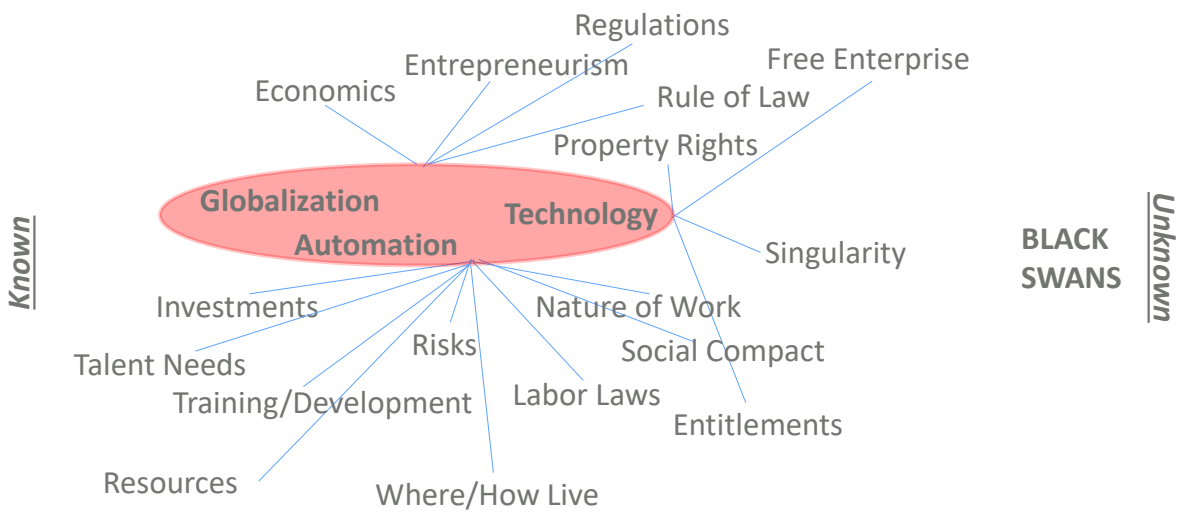 Regulations
Free Enterprise
Entrepreneurism
Economics
Rule of Law
Property Rights
Globalization
Technology
Automation
Known
Unknown
BLACK
SWANS
Singularity
Investments
Nature of Work
Risks
Social Compact
Talent Needs
Training/Development
Labor Laws
Entitlements
Resources
Where/How Live